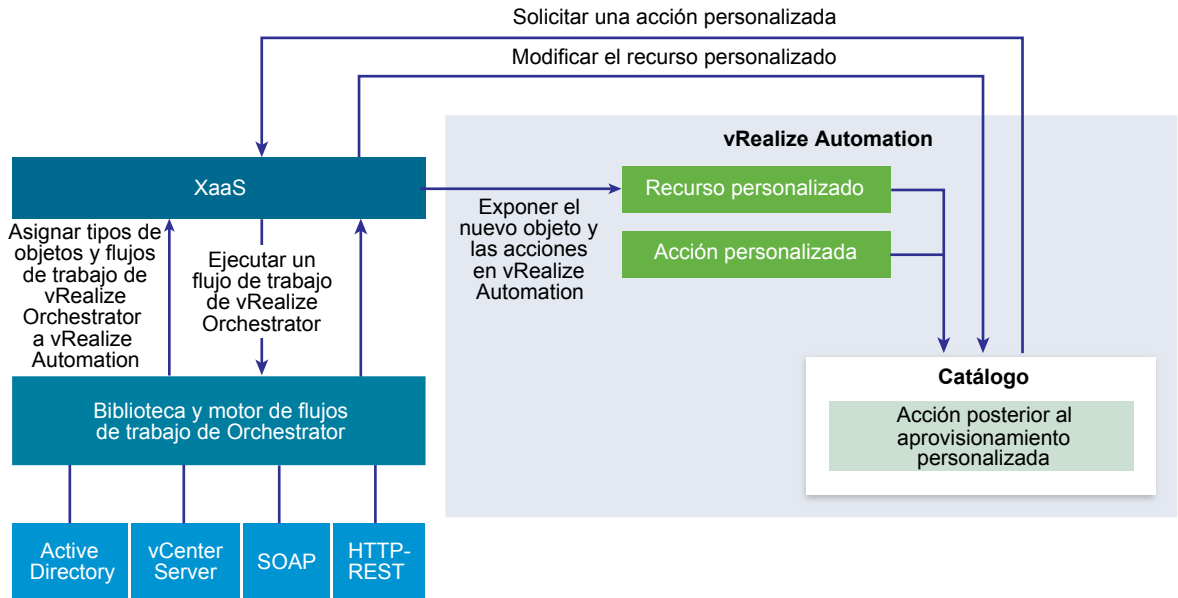 Solicitar una acción personalizada
Modificar el recurso personalizado
vRealize Automation
XaaS
Recurso personalizado
Acción personalizada
Exponer el
nuevo objeto y
las acciones
en vRealize
Automation
Asignar tipos de
objetos y flujos
de trabajo de
vRealize
Orchestrator
a vRealize
Automation
Ejecutar un
flujo de trabajo
de vRealize
Orchestrator
Catálogo
Acción posterior al
aprovisionamiento
personalizada
Biblioteca y motor de flujos
de trabajo de Orchestrator
Active
Directory
vCenter
Server
SOAP
HTTP-
REST